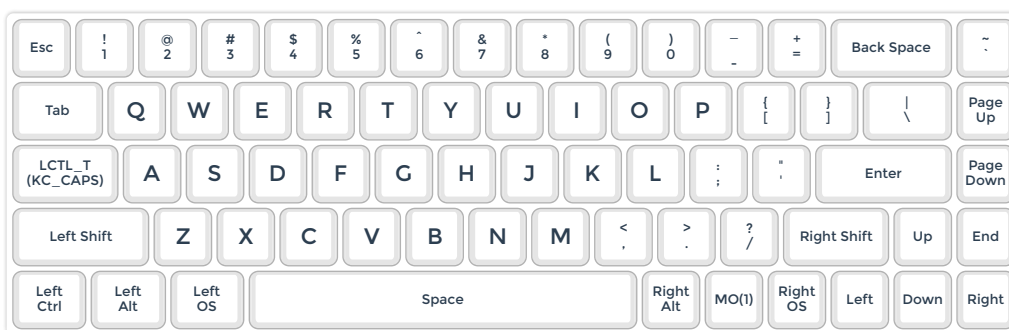 Esc ! @ # $ % ^ & * ( ) _ + Back Space ~
1 2 3 4 5 6 7 8 9 0 - = `
Tab Q W E R T Y U I O P { } | Page
[ ] \ Up
LCTL_T A S D F G H J K L : " Enter Page
(KC_CAPS) ; ' Down
Left Shift Z X C V B N M < > ? Right Shift Up End
, . /
Left Left Left Space Right MO(1) Right Left Down Right
Ctrl Alt OS Alt OS